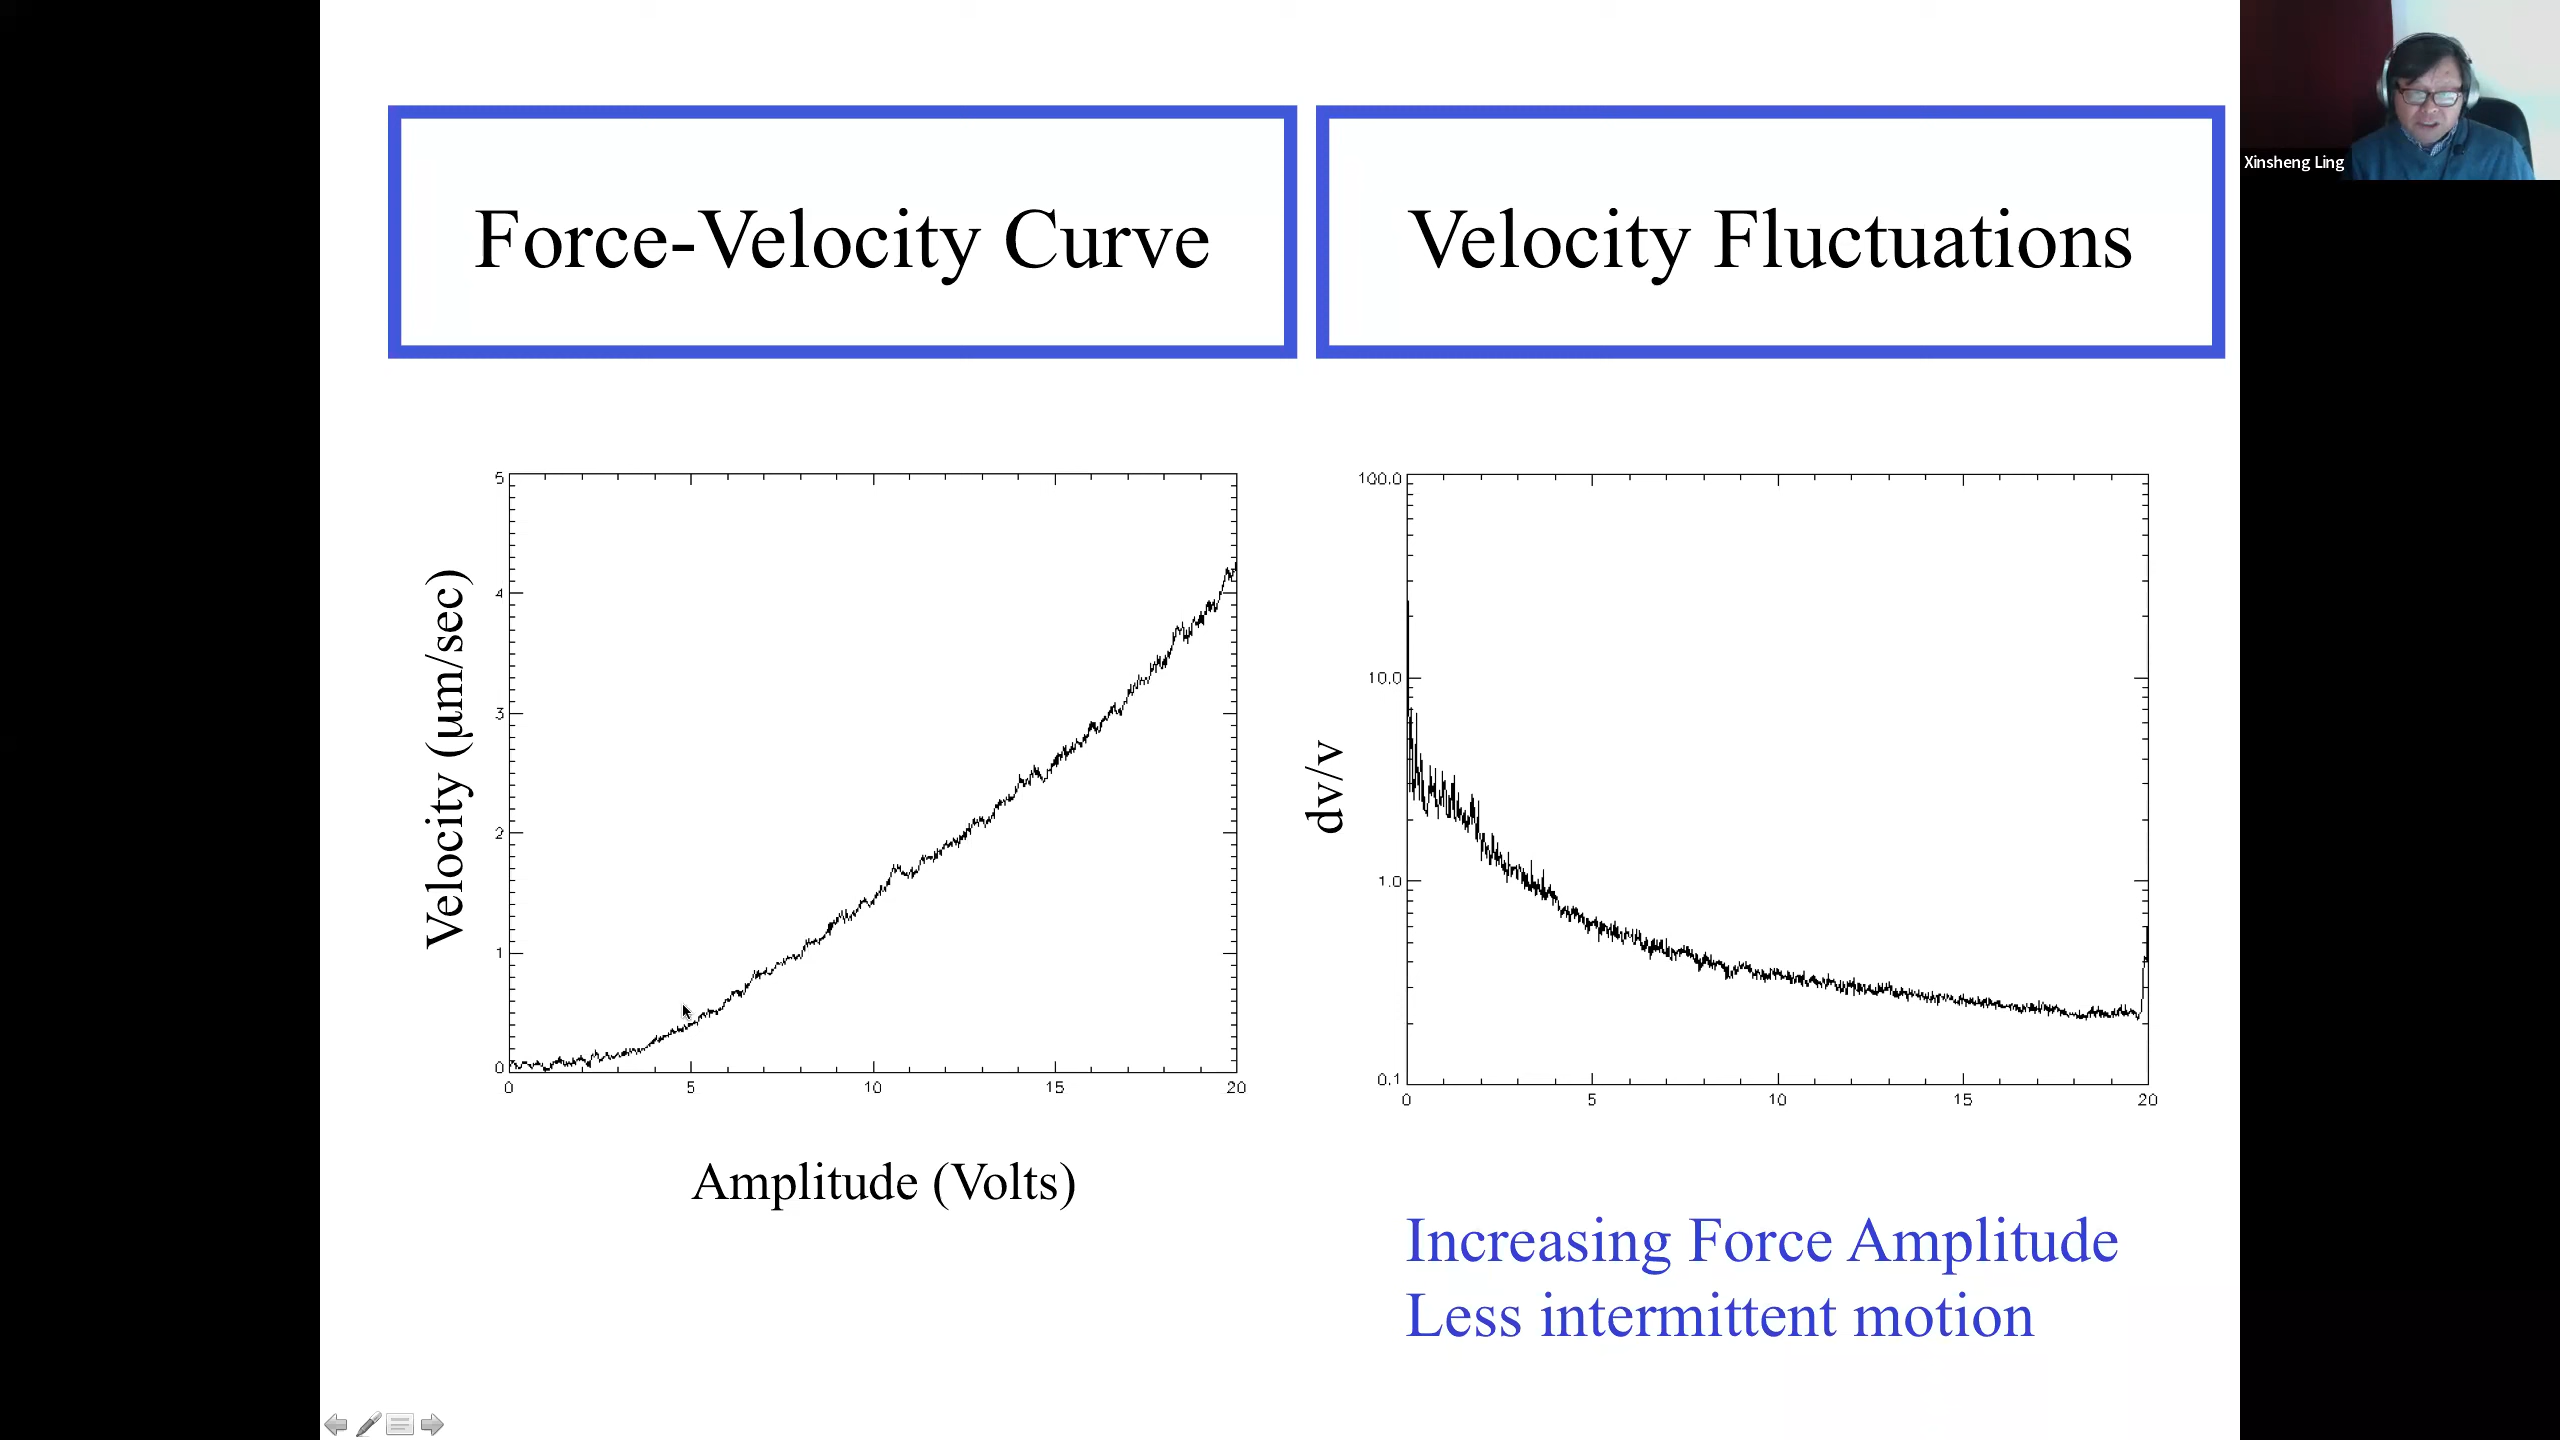 Force-Velocity Curve
Velocity Fluctuations
Xinsheng Ling
Velocity (μm/sec)
5
4
3
2
1
0
0 5 10 15 20
Amplitude (Volts)
dv/v
100.0
10.0
1.0
0.1
0 5 10 15 20
Increasing Force Amplitude
Less intermittent motion